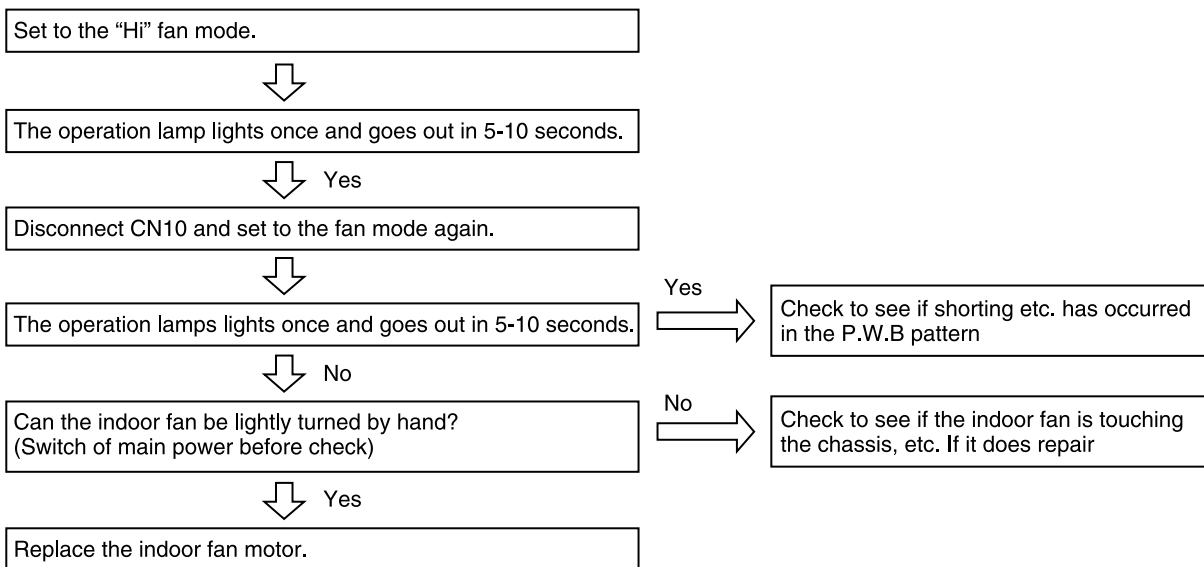 Set to the “Hi” fan mode.
The operation lamp lights once and goes out in 5-10 seconds.
Yes
Disconnect CN10 and set to the fan mode again.
The operation lamps lights once and goes out in 5-10 seconds.
Yes
Check to see if shorting etc. has occurred
in the P.W.B pattern
No
Can the indoor fan be lightly turned by hand?
(Switch of main power before check)
No
Check to see if the indoor fan is touching
the chassis, etc. If it does repair
Yes
Replace the indoor fan motor.